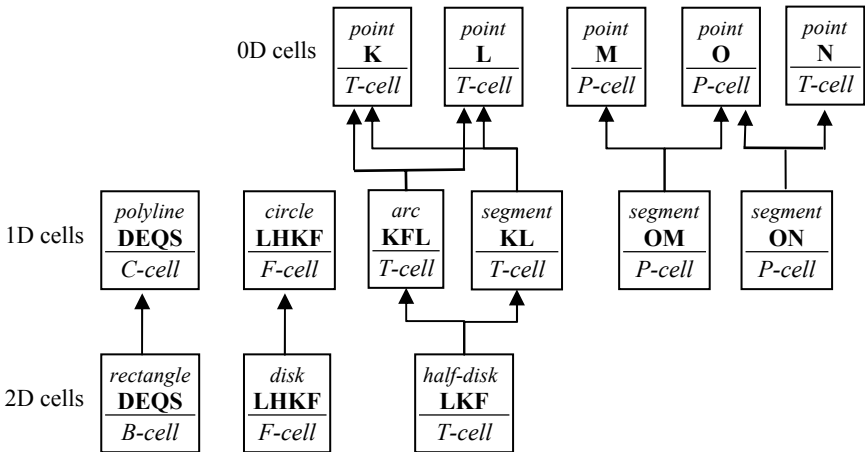 0D cells
point
K
T-cell
point
L
T-cell
point
M
P-cell
point
O
P-cell
point
N
T-cell
1D cells
polyline
DEQS
C-cell
circle
LHKF
F-cell
arc
KFL
T-cell
segment
KL
T-cell
segment
OM
P-cell
segment
ON
P-cell
2D cells
rectangle
DEQS
B-cell
disk
LHKF
F-cell
half-disk
LKF
T-cell